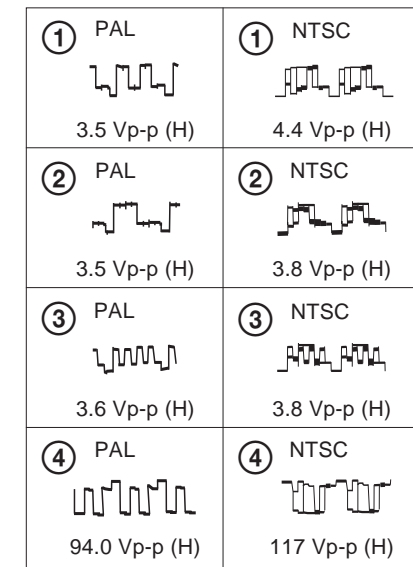 ① PAL
3.5 Vp-p (H)
① NTSC
4.4 Vp-p (H)
② PAL
3.5 Vp-p (H)
② NTSC
3.8 Vp-p (H)
③ PAL
3.6 Vp-p (H)
③ NTSC
3.8 Vp-p (H)
④ PAL
94.0 Vp-p (H)
④ NTSC
117 Vp-p (H)